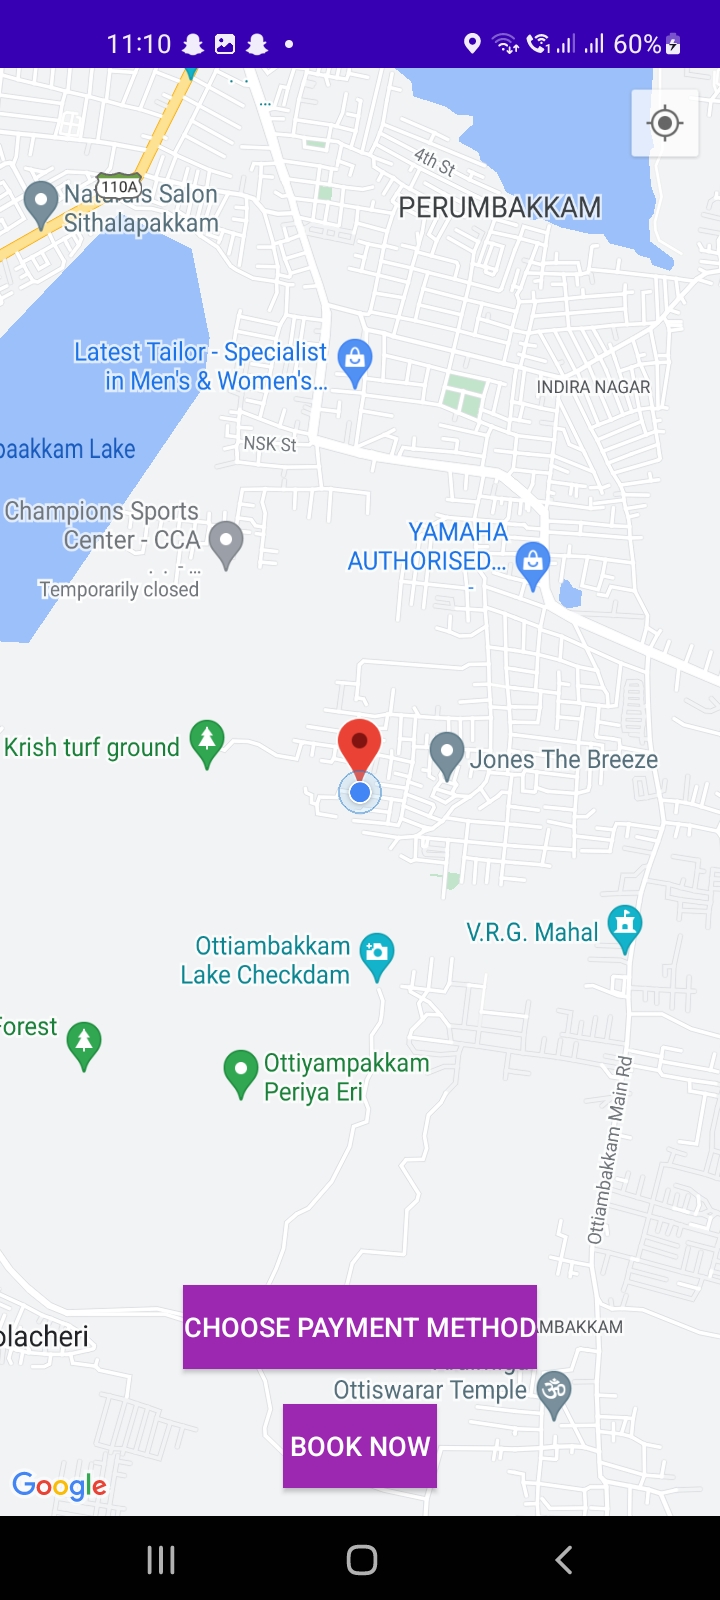 11:10
60%
4th St
110A
Naturals Salon
Sithalapakkam
PERUMBAKKAM
Latest Tailor - Specialist
in Men's & Women's...
INDIRA NAGAR
NSK St
baakkam Lake
Champions Sports
Center - CCA
Temporarily closed
YAMAHA
AUTHORISED...
Krish turf ground
Jones The Breeze
V.R.G. Mahal
Ottiambakkam
Lake Checkdam
Forest
Ottiyampakkam
Periya Eri
Ottiambakkam Main Rd
CHOOSE PAYMENT METHOD
AMBAKKAM
olacheri
Ottiswarar Temple
BOOK NOW
Google